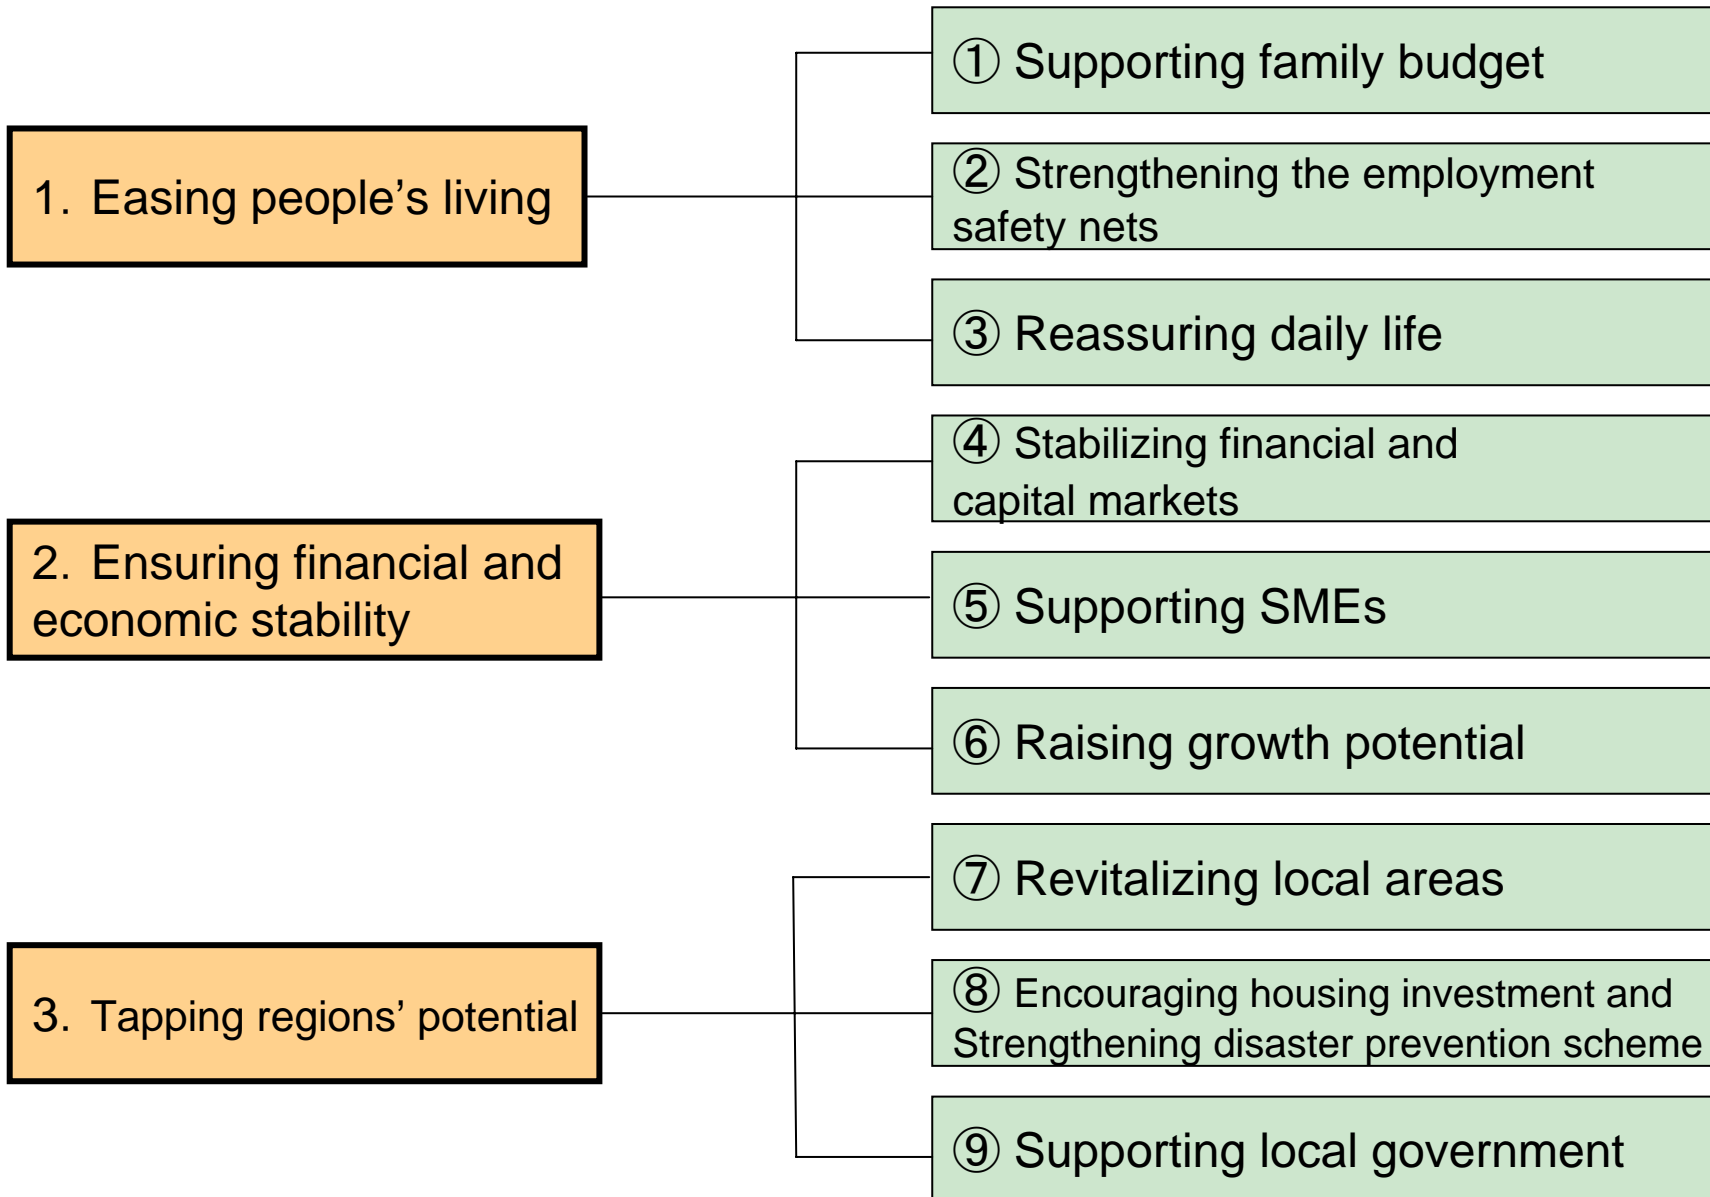 1. Easing people’s living
① Supporting family budget
② Strengthening the employment
safety nets
③ Reassuring daily life
2. Ensuring financial and
economic stability
④ Stabilizing financial and
capital markets
⑤ Supporting SMEs
⑥ Raising growth potential
3. Tapping regions’ potential
⑦ Revitalizing local areas
⑧ Encouraging housing investment and
Strengthening disaster prevention scheme
⑨ Supporting local government